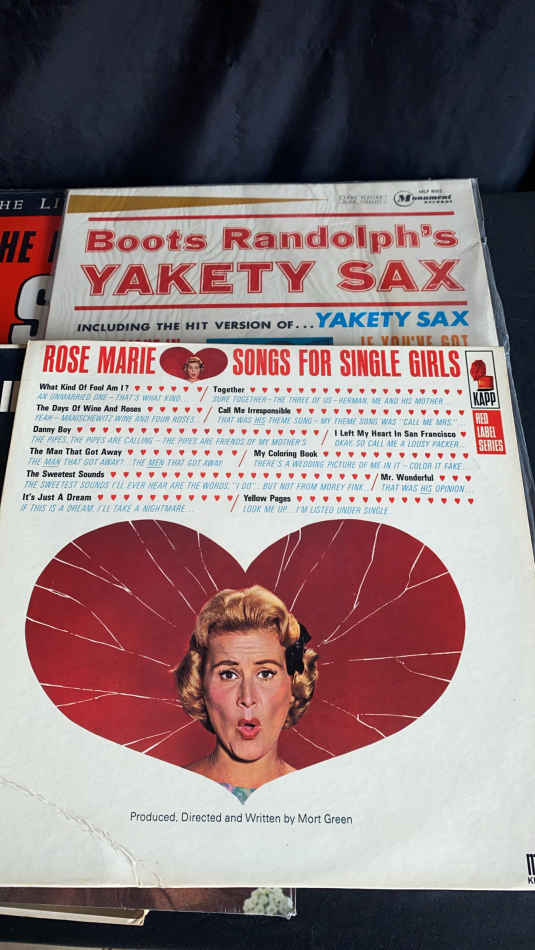 HE LI
HE
MLP 8002
Monument
RECORDS
Boots Randolph's
YAKETY SAX
INCLUDING THE HIT VERSION OF... YAKETY SAX
IF YOU'VE GOT
ROSE MARIE SONGS FOR SINGLE GIRLS
KAPP
RED
LABEL
SERIES
What Kind Of Fool Am I? / Together
AN UNMARRIED ONE—THAT'S WHAT KIND... SURE TOGETHER—THE THREE OF US—HERMAN, ME AND HIS MOTHER...
The Days Of Wine And Roses / Call Me Irresponsible
YEAH—MANISCHEWITZ WINE AND FOUR ROSES... THAT WAS HIS THEME SONG—MY THEME SONG WAS "CALL ME MRS."...
Danny Boy / I Left My Heart In San Francisco
THE PIPES, THE PIPES ARE CALLING—THE PIPES ARE FRIENDS OF MY MOTHER'S OKAY, SO CALL ME A LOUSY PACKER...
The Man That Got Away / My Coloring Book
THE MAN THAT GOT AWAY? ..THE MEN THAT GOT AWAY THERE'S A WEDDING PICTURE OF ME IN IT—COLOR IT FAKE...
The Sweetest Sounds / Mr. Wonderful
THE SWEETEST SOUNDS I'LL EVER HEAR ARE THE WORDS, "I DO"... BUT NOT FROM MOREY FINK... THAT WAS HIS OPINION...
It's Just A Dream / Yellow Pages
IF THIS IS A DREAM, I'LL TAKE A NIGHTMARE... LOOK ME UP... I'M LISTED UNDER SINGLE
Produced, Directed and Written by Mort Green